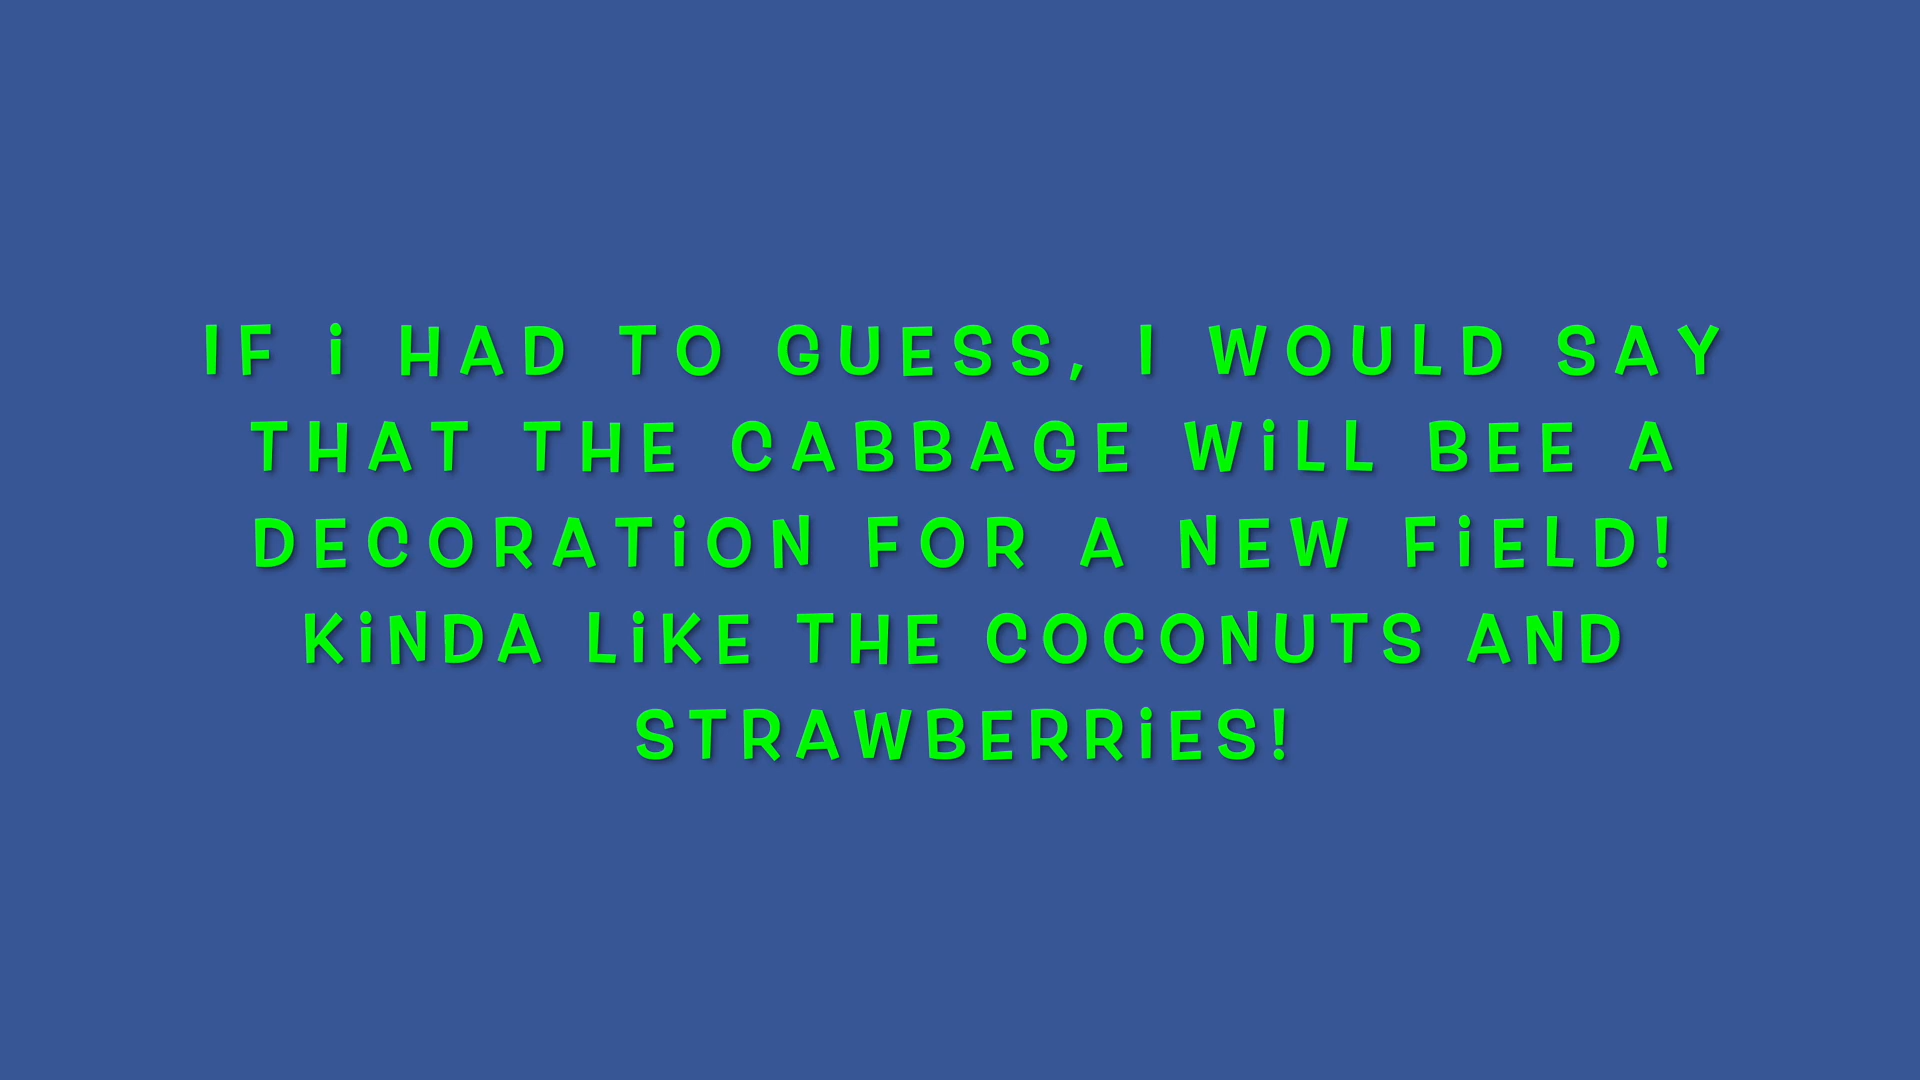 If i had to guess, I would say
that the cabbage will bee a
decoration for a new field!
Kinda like the coconuts and
strawberries!